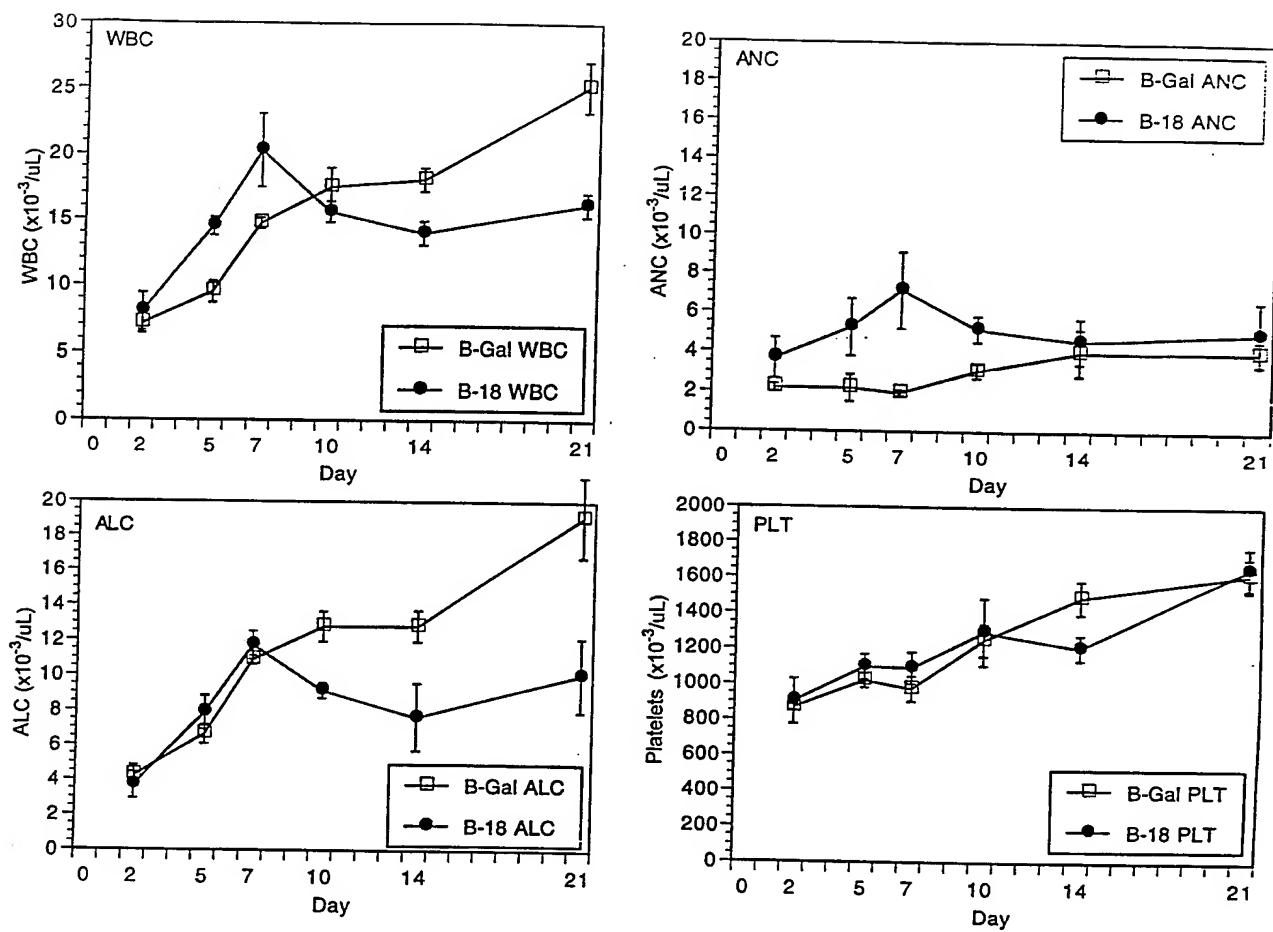 WBC
30
25
20
15
10
5
0
WBC (x10-3/uL)
B-Gal WBC
B-18 WBC
0 2 5 7 10 14 21
Day
ANC
20
18
16
14
12
10
8
6
4
2
0
ANC (x10-3/uL)
B-Gal ANC
B-18 ANC
0 2 5 7 10 14 21
Day
ALC
20
18
16
14
12
10
8
6
4
2
0
ALC (x10-3/uL)
B-Gal ALC
B-18 ALC
0 2 5 7 10 14 21
Day
PLT
2000
1800
1600
1400
1200
1000
800
600
400
200
0
Platelets (x10-3/uL)
B-Gal PLT
B-18 PLT
0 2 5 7 10 14 21
Day